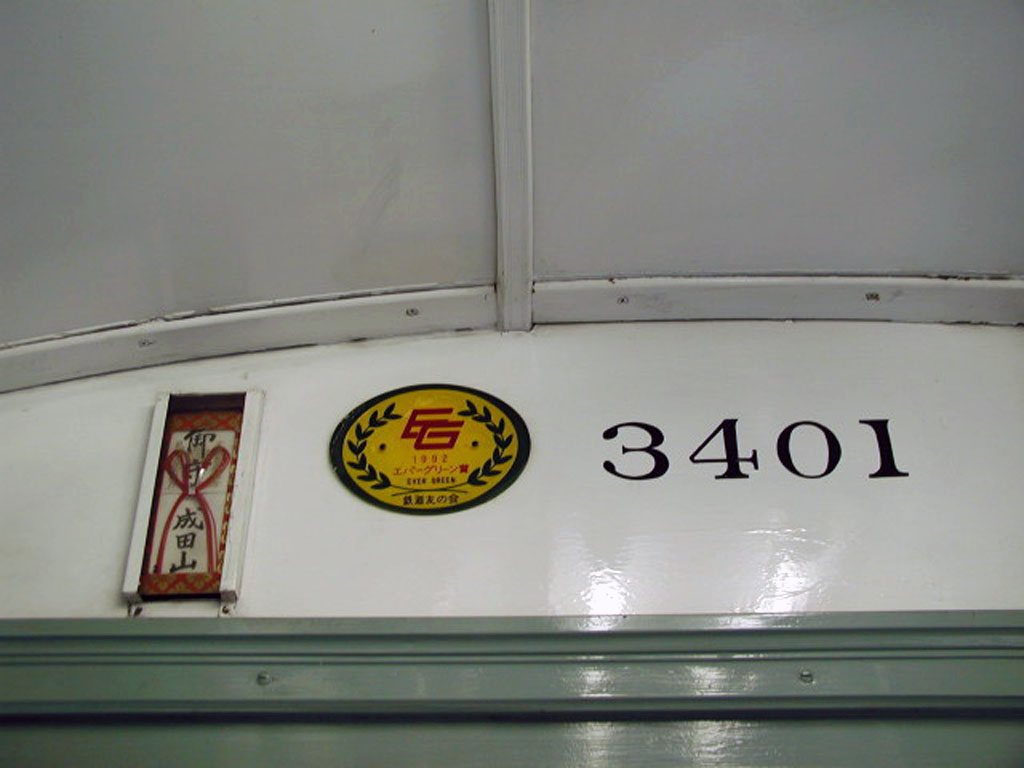 御守
成田山
EG
1992
エバーグリーン賞
EVER GREEN
鉄道友の会
3401